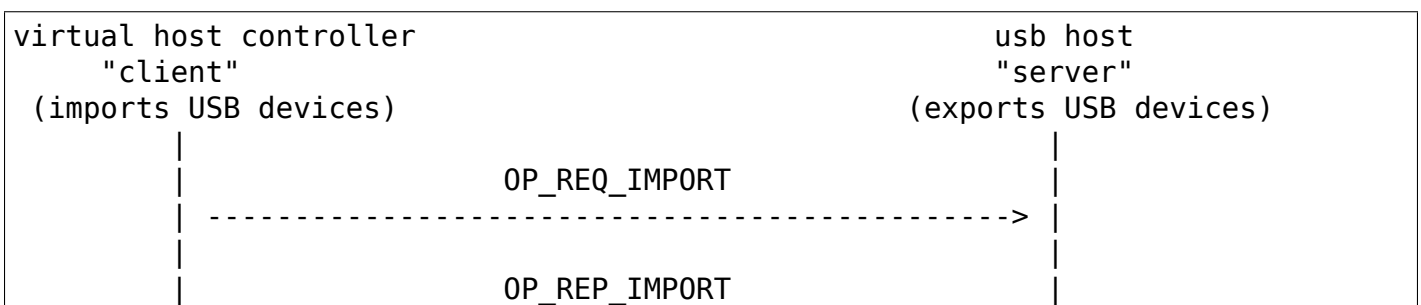 virtual host controller                                 usb host
     "client"                                           "server"
 (imports USB devices)                             (exports USB devices)
         |                                                 |
         |                  OP_REQ_IMPORT                  |
         | ----------------------------------------------> |
         |                                                 |
         |                  OP_REP_IMPORT                  |